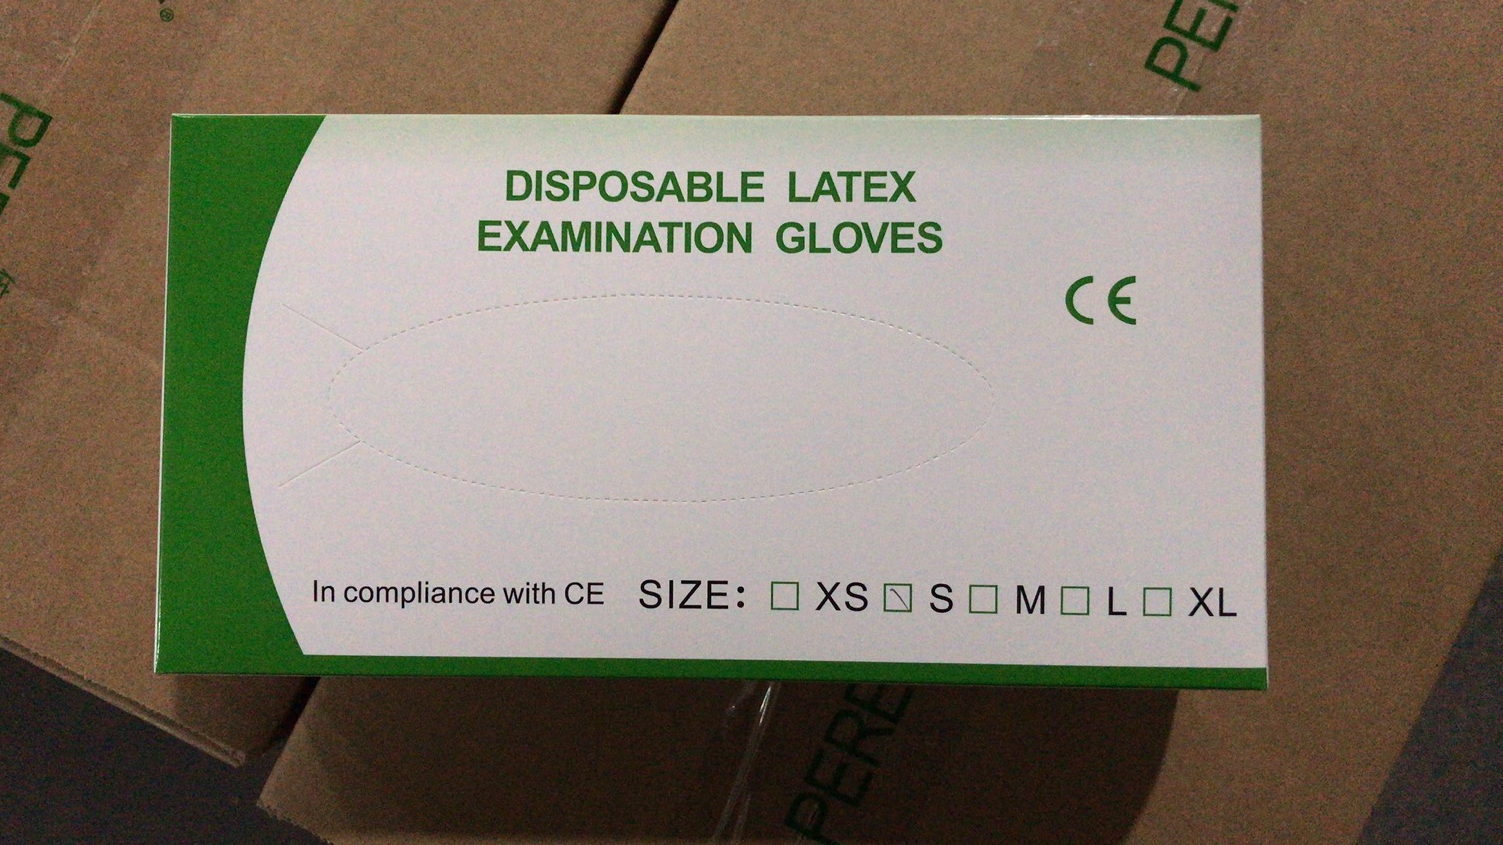 DISPOSABLE LATEX
EXAMINATION GLOVES
CE
In compliance with CE SIZE: ☐ XS ☒ S ☐ M ☐ L ☐ XL